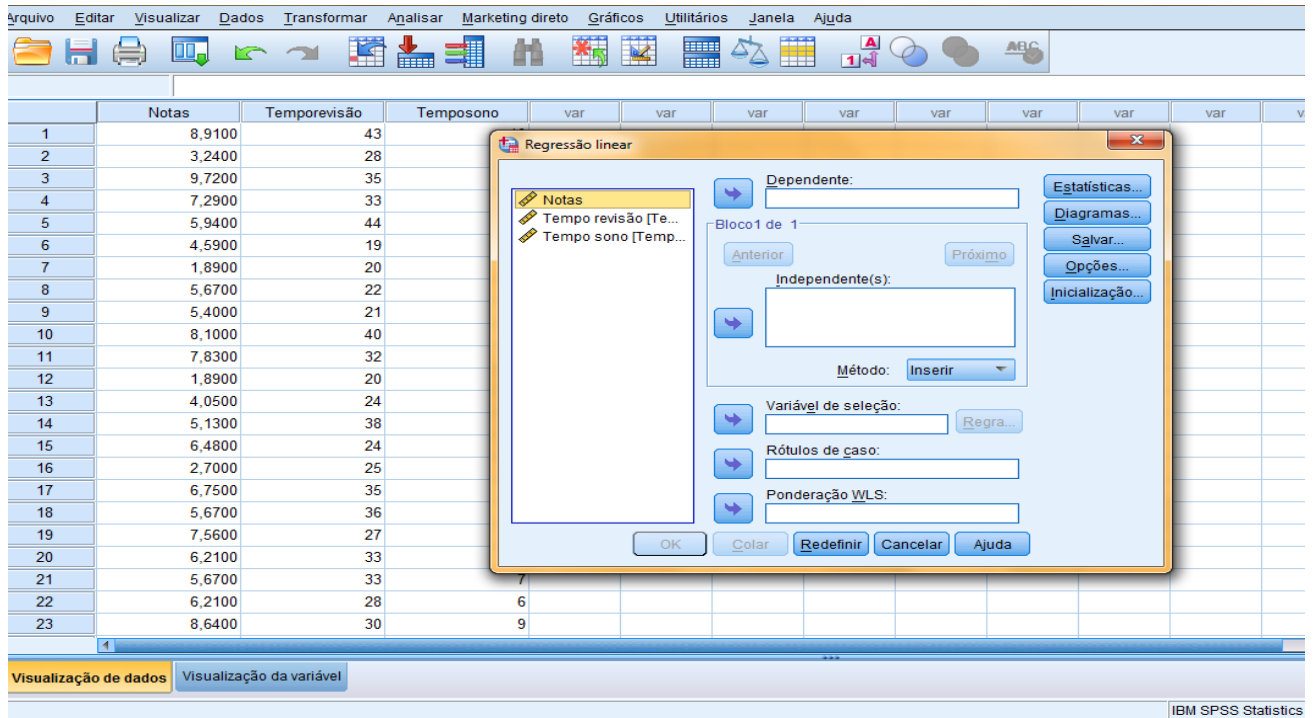 Arquivo Editar Visualizar Dados Transformar Analisar Marketing direto Gráficos Utilitários Janela Ajuda
A
1
ABC
Notas Temporevisão Temposono var var var var var var var var
1 8,9100 43
2 3,2400 28
3 9,7200 35
4 7,2900 33
5 5,9400 44
6 4,5900 19
7 1,8900 20
8 5,6700 22
9 5,4000 21
10 8,1000 40
11 7,8300 32
12 1,8900 20
13 4,0500 24
14 5,1300 38
15 6,4800 24
16 2,7000 25
17 6,7500 35
18 5,6700 36
19 7,5600 27
20 6,2100 33
21 5,6700 33 7
22 6,2100 28 6
23 8,6400 30 9
Regressão linear
Notas
Tempo revisão [Te...
Tempo sono [Temp...
Dependente:
Bloco1 de 1
Anterior Próximo
Independente(s):
Método: Inserir
Variável de seleção:
Regra...
Rótulos de caso:
Ponderação WLS:
Estatísticas...
Diagramas...
Salvar...
Opções...
Inicialização...
OK Colar Redefinir Cancelar Ajuda
Visualização de dados Visualização da variável
IBM SPSS Statistics